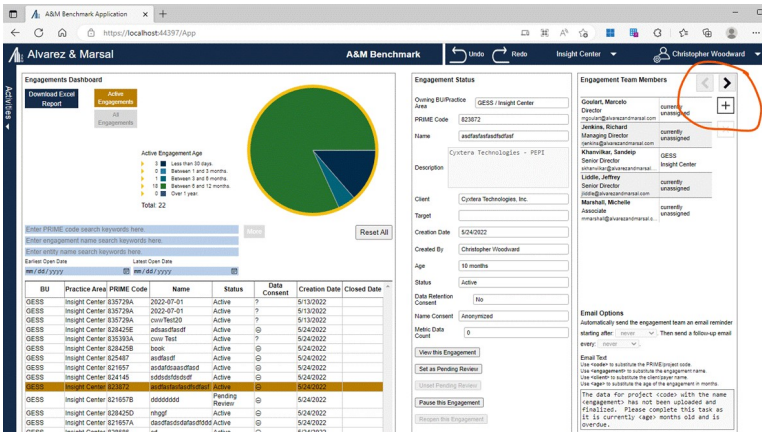 A&M Benchmark Application
https://localhost:44397/App
Alvarez & Marsal
A&M Benchmark
Undo
Redo
Insight Center
Christopher Woodward
Activities
Engagements Dashboard
Download Excel
Report
Active
Engagements
All
Engagements
Active Engagement Age
3 Less than 30 days.
0 Between 1 and 3 months.
1 Between 3 and 6 months.
18 Between 6 and 12 months.
0 Over 1 year.
Total: 22
Enter PRIME code search keywords here.
Enter engagement name search keywords here.
Enter entity name search keywords here.
More
Reset All
Earliest Open Date
Latest Open Date
mm/dd/yyyy
mm/dd/yyyy
BU Practice Area PRIME Code Name Status Data Consent Creation Date Closed Date
GESS Insight Center 835729A 2022-07-01 Active ? 5/13/2022
GESS Insight Center 835729A 2022-07-01 Active ? 5/13/2022
GESS Insight Center 835729A cwwTest20 Active ? 5/13/2022
GESS Insight Center 828425E adsasdfasdf Active 5/24/2022
GESS Insight Center 835393A cww Test Active ? 5/24/2022
GESS Insight Center 828425B book Active 5/24/2022
GESS Insight Center 825487 asdfasdf Active 5/24/2022
GESS Insight Center 821657 asdafdsaasdfasd Active 5/24/2022
GESS Insight Center 824145 sddsdsfdsdsdf Active 5/24/2022
GESS Insight Center 823872 asdfasfasfasdfsdfasf Active 5/24/2022
GESS Insight Center 821657B dddddddd Pending Review 5/24/2022
GESS Insight Center 828425D nhggf Active 5/24/2022
GESS Insight Center 821657A Active 5/24/2022
Engagement Status
Owning BU/Practice
Area
GESS / Insight Center
PRIME Code
823872
Name
asdfasfasfasdfsdfasf
Description
Cyxtera Technologies - PEPI
Client
Cyxtera Technologies, Inc.
Target
Creation Date
5/24/2022
Created By
Christopher Woodward
Age
10 months
Status
Active
Data Retention
Consent
No
Name Consent
Anonymized
Metric Data
Count
0
View this Engagement
Set as Pending Review
Unset Pending Review
Pause this Engagement
Reopen this Engagement
Engagement Team Members
Goulart, Marcelo
Director
mgoulart@alvarezandmarsal.com
currently
unassigned
Jenkins, Richard
Managing Director
rjenkins@alvarezandmarsal.com
currently
unassigned
Khanvilkar, Sandeip
Senior Director
skhanvilkar@alvarezandmarsal...
GESS
Insight Center
Liddle, Jeffrey
Senior Director
jliddle@alvarezandmarsal.com
currently
unassigned
Marshall, Michelle
Associate
mmarshall@alvarezandmarsal.c...
currently
unassigned
Email Options
Automatically send the engagement team an email reminder
starting after: never . Then send a follow-up email
every: never .
Email Text
Use <code> to substitute the PRIME/project code.
Use <engagement> to substitute the engagement name.
Use <client> to substitute the client/payer name.
Use <age> to substitute the age of the engagement in months.
The data for project <code> with the name
<engagement> has not been uploaded and
finalized. Please complete this task as
it is currently <age> months old and is
overdue.